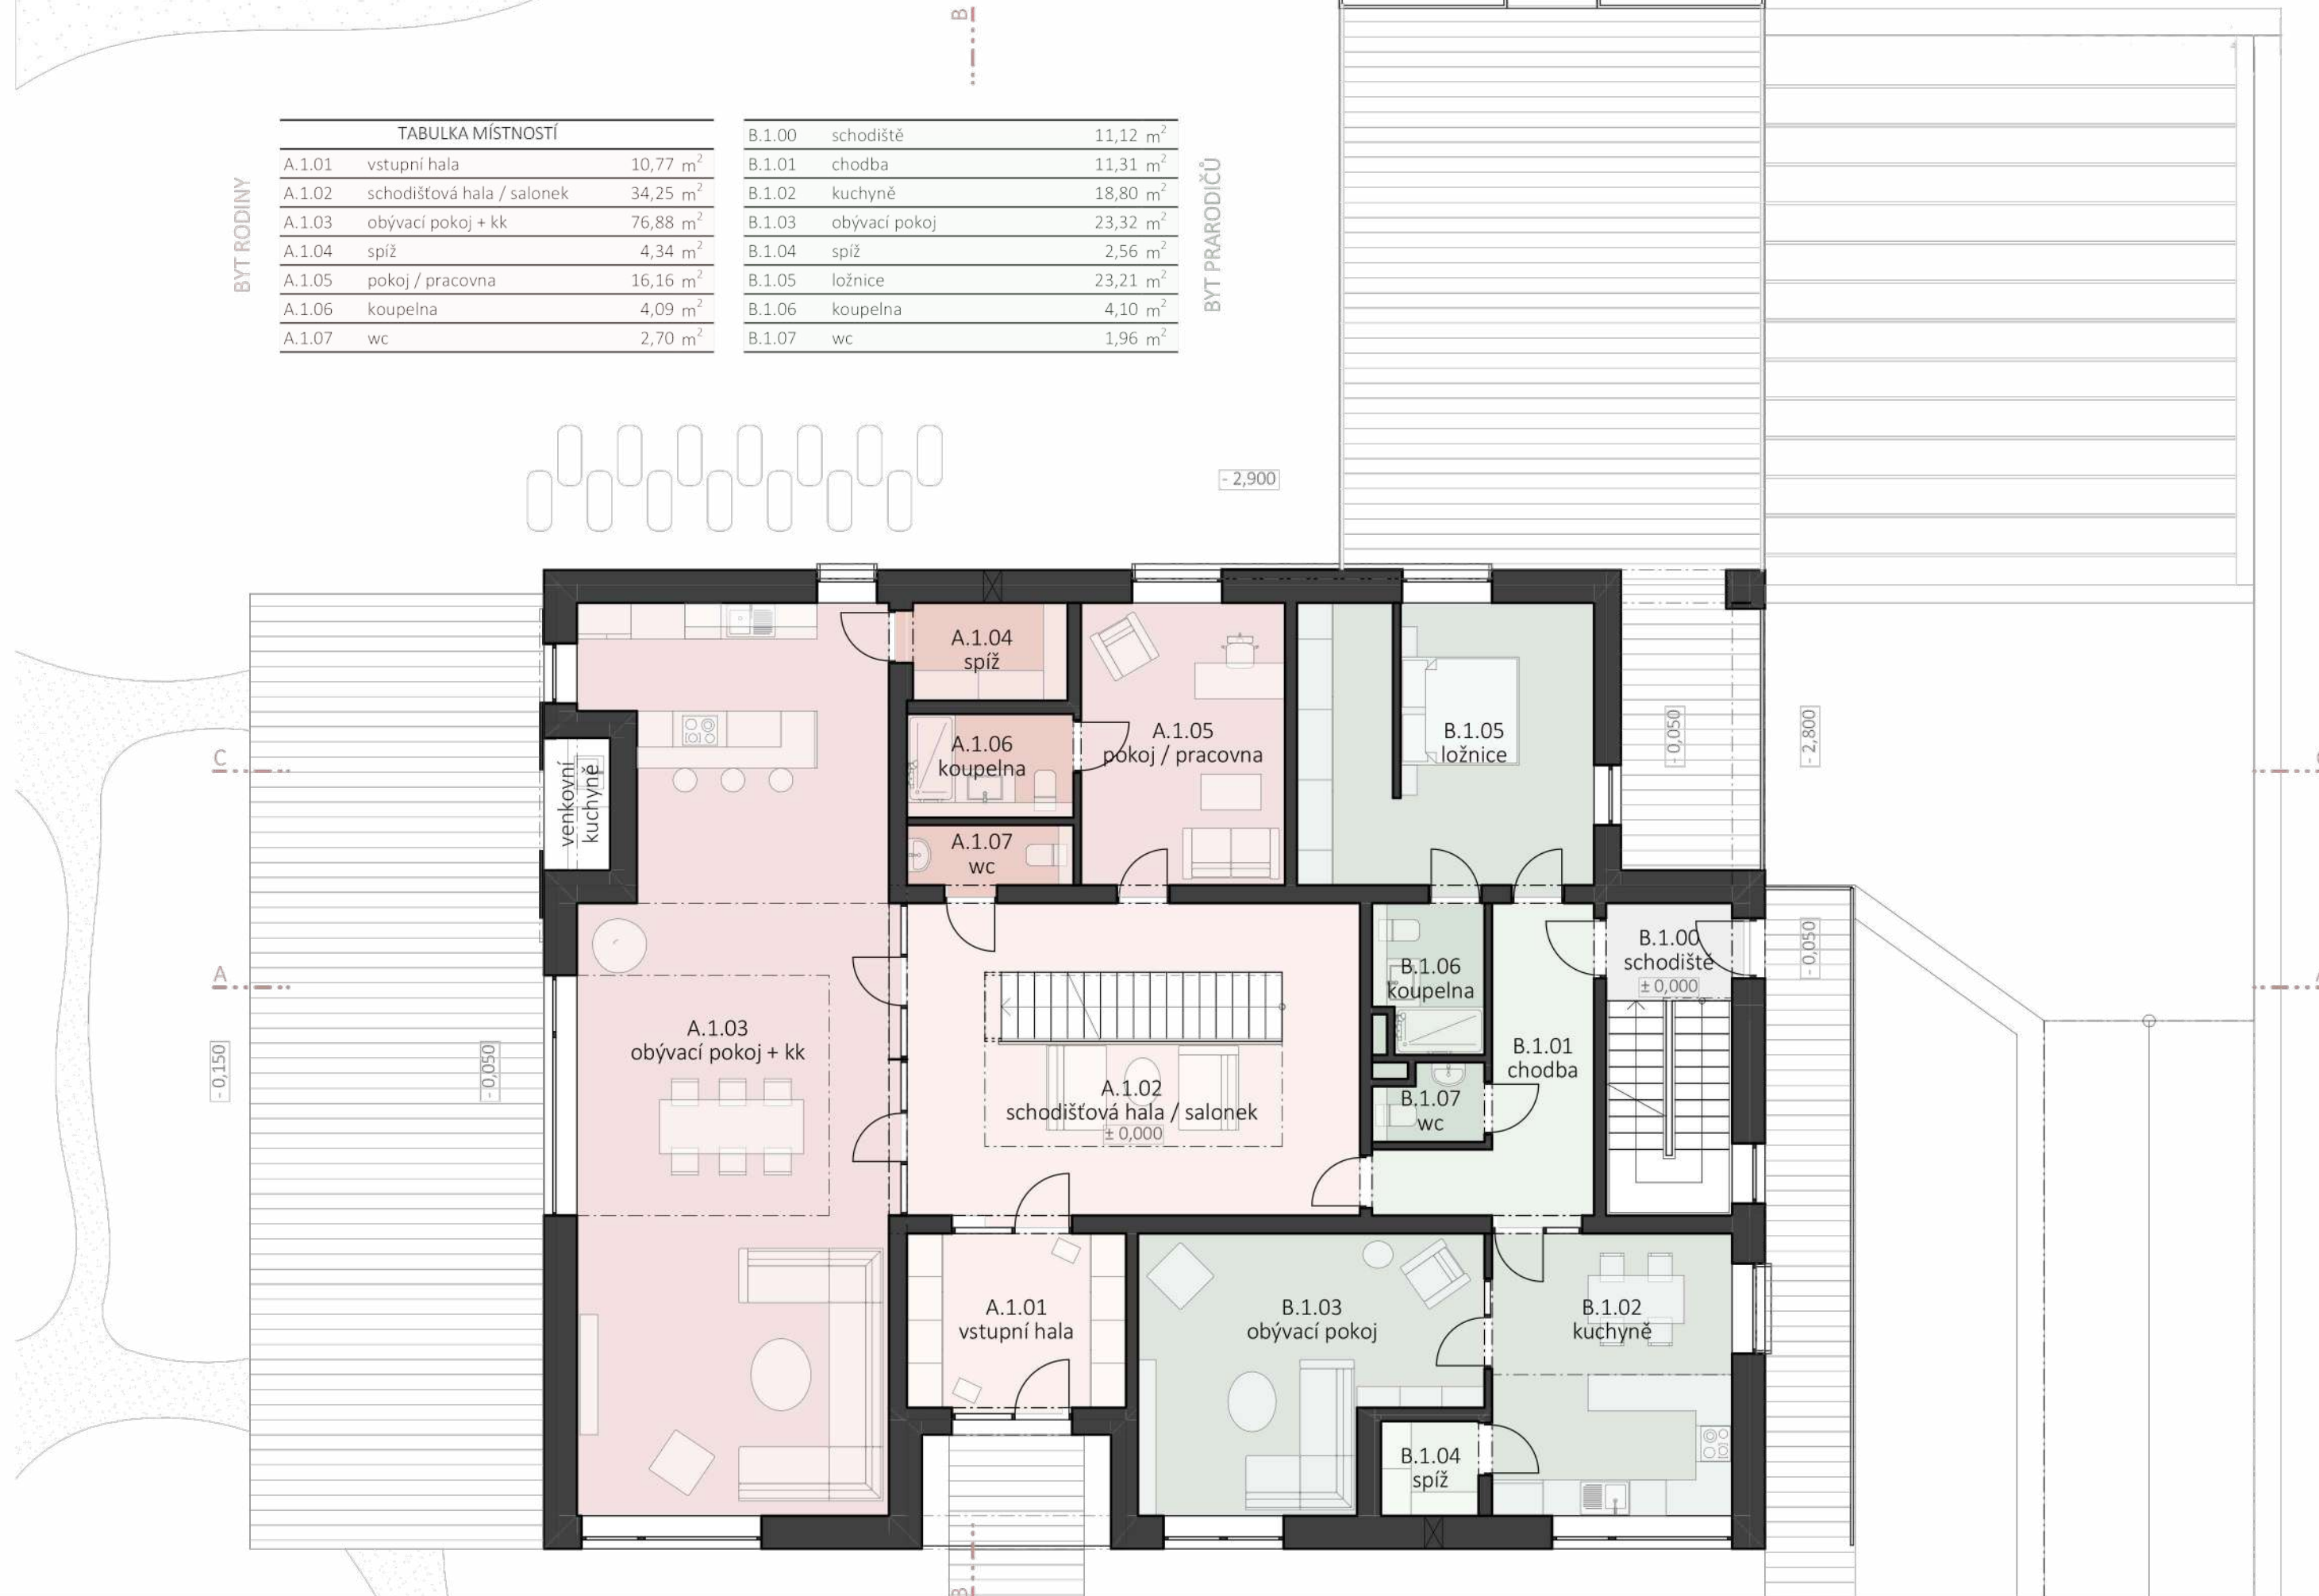 B
TABULKA MÍSTNOSTÍ
BYT RODINY
A.1.01 vstupní hala 10,77 m²
A.1.02 schodišťová hala / salonek 34,25 m²
A.1.03 obývací pokoj + kk 76,88 m²
A.1.04 spíž 4,34 m²
A.1.05 pokoj / pracovna 16,16 m²
A.1.06 koupelna 4,09 m²
A.1.07 wc 2,70 m²
B.1.00 schodiště 11,12 m²
B.1.01 chodba 11,31 m²
B.1.02 kuchyně 18,80 m²
B.1.03 obývací pokoj 23,32 m²
B.1.04 spíž 2,56 m²
B.1.05 ložnice 23,21 m²
B.1.06 koupelna 4,10 m²
B.1.07 wc 1,96 m²
BYT PRARODIČŮ
- 2,900
A.1.04
spíž
A.1.05
pokoj / pracovna
A.1.06
koupelna
A.1.07
wc
B.1.05
ložnice
- 0,050
- 2,800
C
venkovní
kuchyně
A
- 0,150
- 0,050
A.1.03
obývací pokoj + kk
A.1.02
schodišťová hala / salonek
± 0,000
B.1.06
koupelna
B.1.07
wc
B.1.01
chodba
B.1.00
schodiště
± 0,000
- 0,050
A.1.01
vstupní hala
B.1.03
obývací pokoj
B.1.02
kuchyně
B.1.04
spíž
B